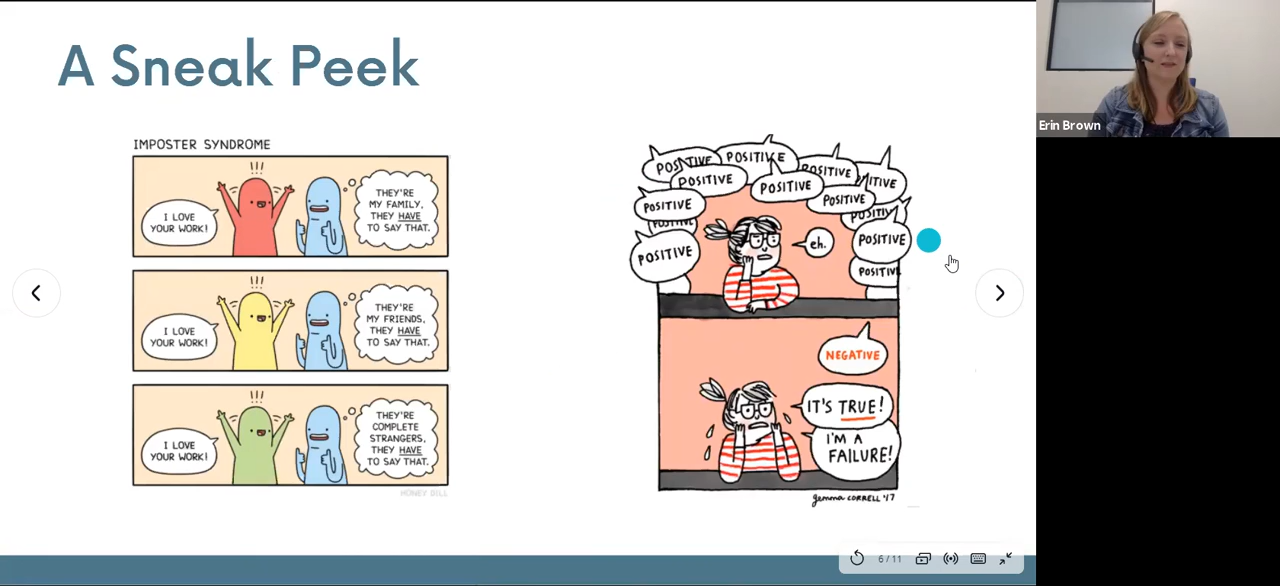 A Sneak Peek
IMPOSTER SYNDROME
I LOVE
YOUR WORK!
!!!
THEY'RE
MY FAMILY,
THEY HAVE
TO SAY THAT.
I LOVE
YOUR WORK!
!!!
THEY'RE
MY FRIENDS,
THEY HAVE
TO SAY THAT.
I LOVE
YOUR WORK!
!!!
THEY'RE
COMPLETE
STRANGERS,
THEY HAVE
TO SAY THAT.
POSITIVE
POSITIVE
POSITIVE
POSITIVE
POSITIVE
POSITIVE
POSITIVE
POSITIVE
POSITIVE
eh.
NEGATIVE
IT'S TRUE!
I'M A
FAILURE!
gemma CORRELL '17
6/11
Erin Brown